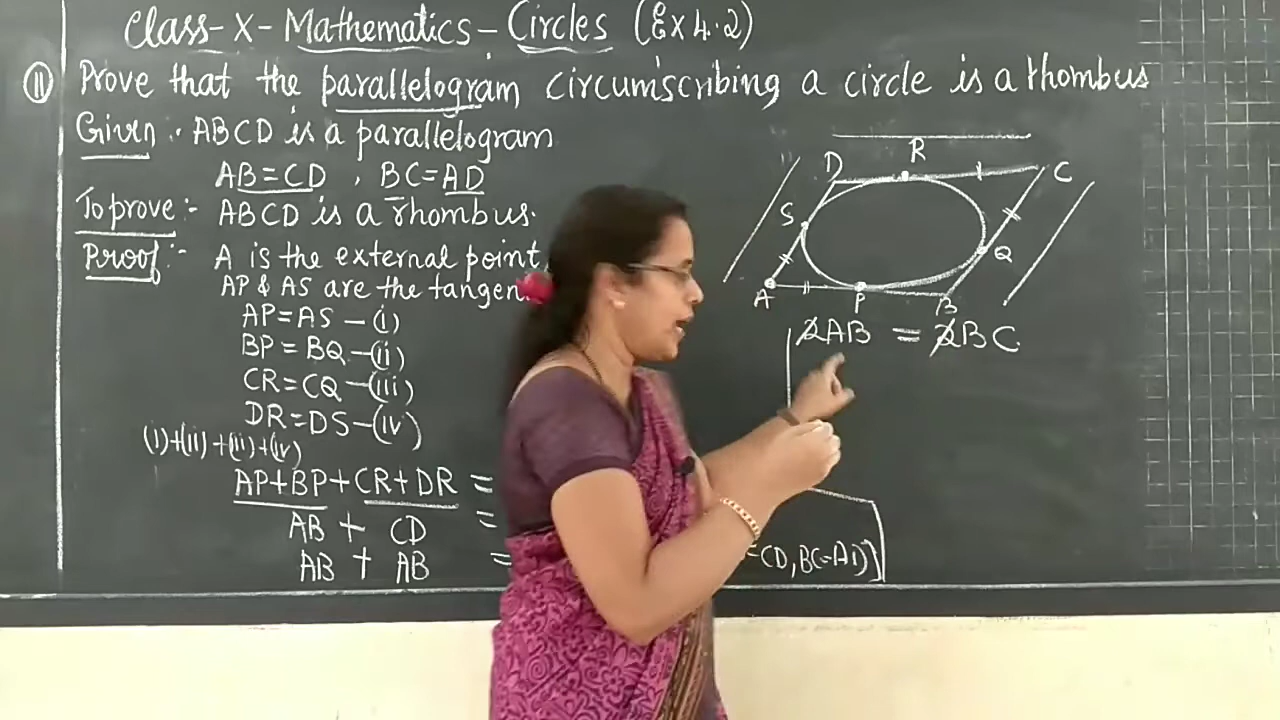 Class-X-Mathematics-Circles (Ex 4.2)
11 Prove that the parallelogram circumscribing a circle is a rhombus
Given:- ABCD is a parallelogram
AB=CD , BC=AD
To prove:- ABCD is a rhombus.
Proof:- A is the external point,
AP & AS are the
AP=AS -(i)
BP=BQ-(ii)
CR=CQ-(iii)
DR=DS-(iv)
(i)+(ii)+(iii)+(iv)
AP+BP+CR+DR =
AB + CD =
AB + AB =
=CD, BC=AD]
D R C
S Q
A P B
2AB = 2BC